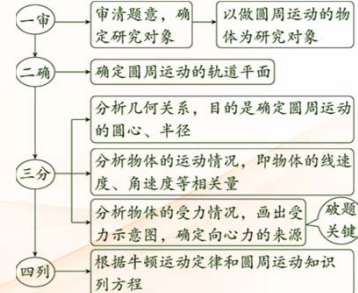 一审
审清题意，确
定研究对象
以做圆周运动的物
体为研究对象
二确
确定圆周运动的轨道平面
三分
分析几何关系，目的是确定圆周运动
的圆心、半径
分析物体的运动情况，即物体的线速
度、角速度等相关量
分析物体的受力情况，画出受
力示意图，确定向心力的来源
破题
关键
四列
根据牛顿运动定律和圆周运动知识
列方程